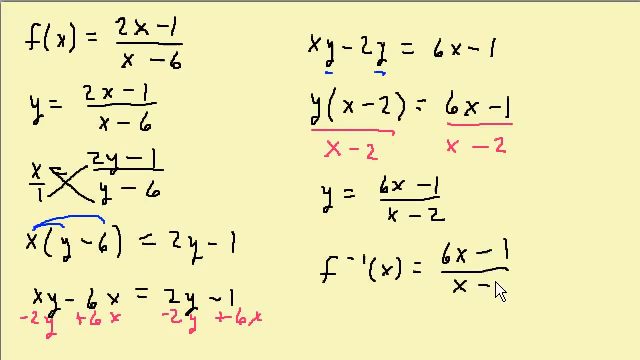 f(x) = (2x - 1)/(x - 6)
y = (2x - 1)/(x - 6)
x/1 = (2y - 1)/(y - 6)
x(y - 6) = 2y - 1
xy - 6x = 2y - 1
-2y +6x -2y +6x
xy - 2y = 6x - 1
y(x - 2) = 6x - 1
x - 2 x - 2
y = (6x - 1)/(x - 2)
f⁻¹(x) = (6x - 1)/(x -